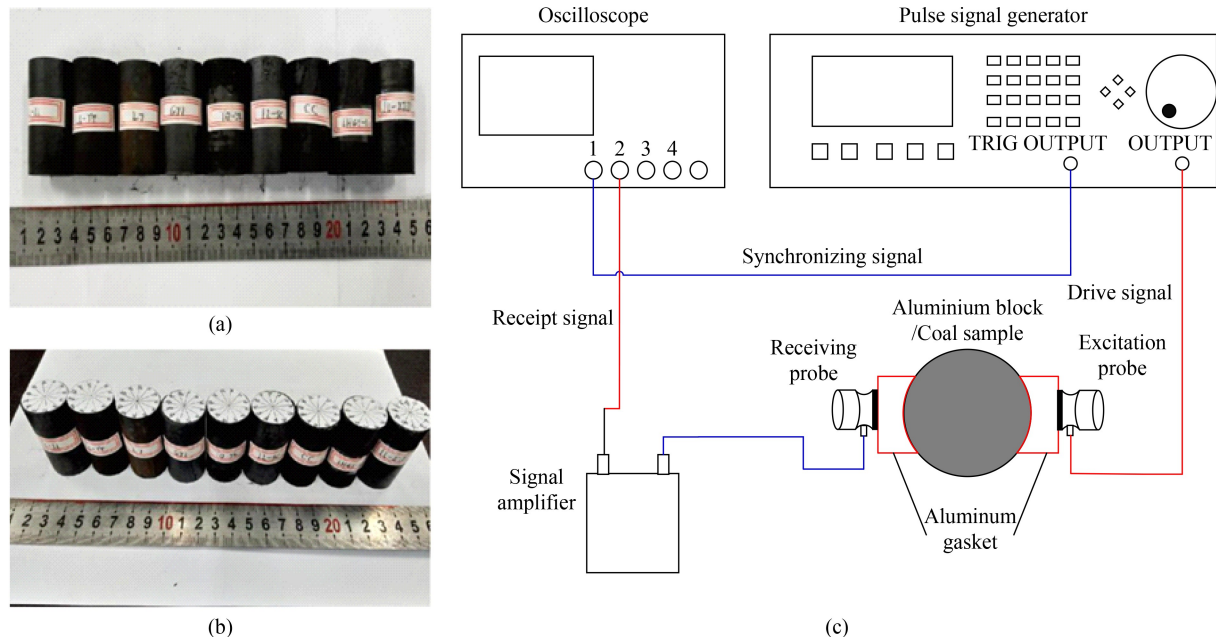 Oscilloscope
Pulse signal generator
1 2 3 4
TRIG OUTPUT OUTPUT
Synchronizing signal
Drive signal
Receipt signal
Aluminium block
/Coal sample
Receiving
probe
Excitation
probe
Signal
amplifier
Aluminum
gasket
CC
1 2 3 4 5 6 7 8 9 10 1 2 3 4 5 6 7 8 9 20 1 2 3 4 5 6
(a)
2 3 4 5 6 7 8 9 10 1 2 3 4 5 6 7 8 9 20 1 2 3 4 5 6
(b)
(c)